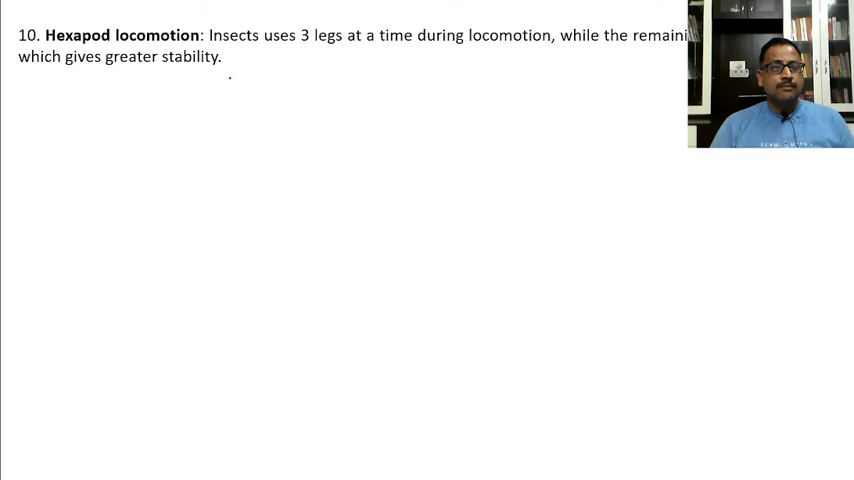 10. Hexapod locomotion: Insects uses 3 legs at a time during locomotion, while the
which gives greater stability.